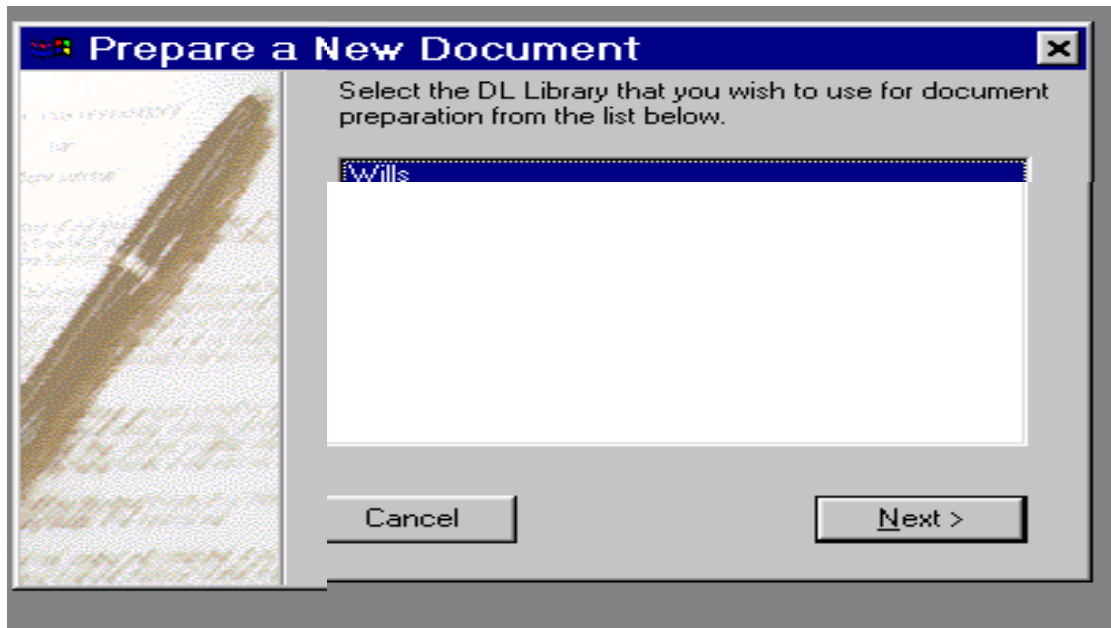 Prepare a New Document
Select the DL Library that you wish to use for document
preparation from the list below.
Wills
Cancel
Next >